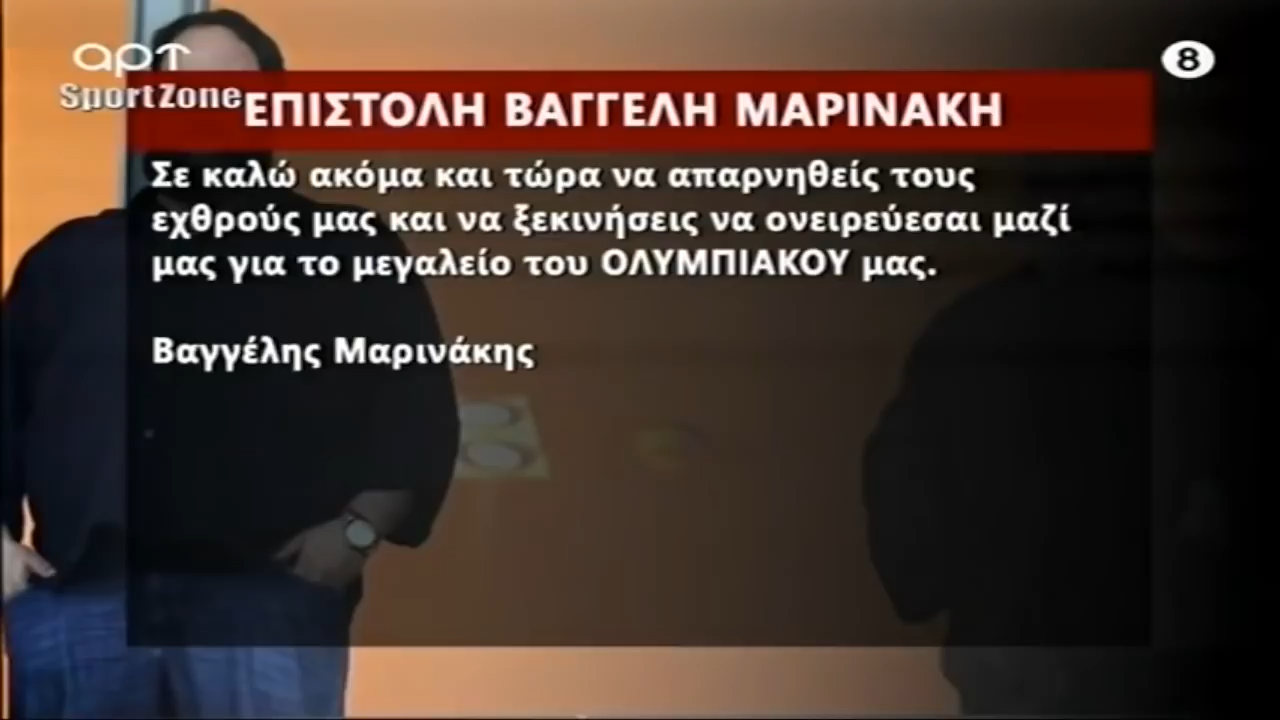 αρτ
8
SportZone
ΕΠΙΣΤΟΛΗ ΒΑΓΓΕΛΗ ΜΑΡΙΝΑΚΗ
Σε καλώ ακόμα και τώρα να απαρνηθείς τους
εχθρούς μας και να ξεκινήσεις να ονειρεύεσαι μαζί
μας για το μεγαλείο του ΟΛΥΜΠΙΑΚΟΥ μας.
Βαγγέλης Μαρινάκης